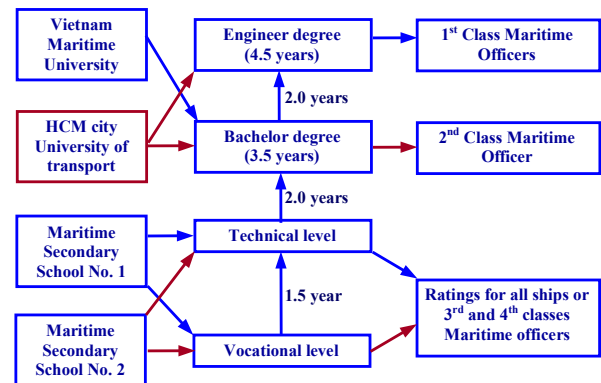 Vietnam
Maritime
University
Engineer degree
(4.5 years)
1st Class Maritime
Officers
2.0 years
HCM city
University of
transport
Bachelor degree
(3.5 years)
2nd Class Maritime
Officer
2.0 years
Maritime
Secondary
School No. 1
Technical level
1.5 year
Ratings for all ships or
3rd and 4th classes
Maritime officers
Maritime
Secondary
School No. 2
Vocational level